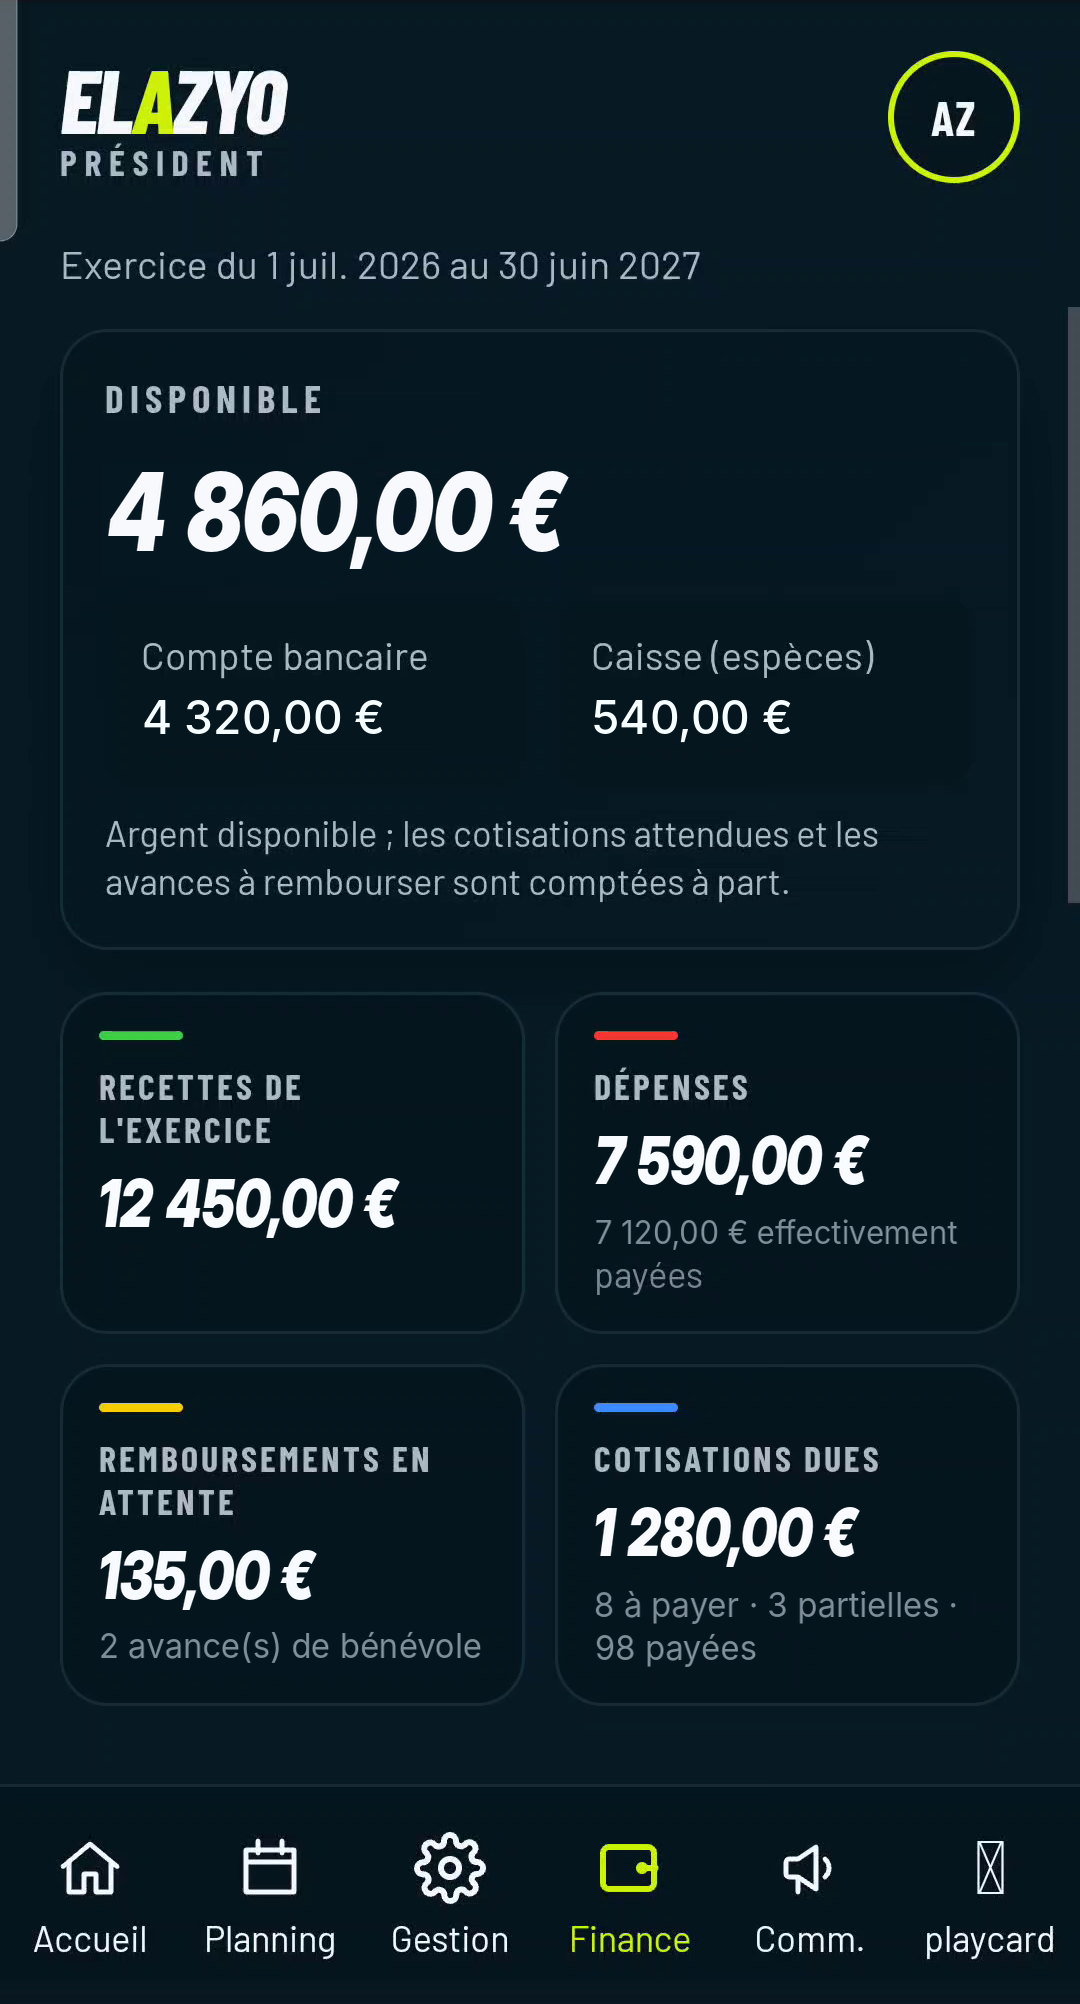 ELAZYO
PRÉSIDENT
AZ
Exercice du 1 juil. 2026 au 30 juin 2027
DISPONIBLE
4 860,00 €
Compte bancaire
4 320,00 €
Caisse (espèces)
540,00 €
Argent disponible ; les cotisations attendues et les
avances à rembourser sont comptées à part.
RECETTES DE
L'EXERCICE
12 450,00 €
DÉPENSES
7 590,00 €
7 120,00 € effectivement
payées
REMBOURSEMENTS EN
ATTENTE
135,00 €
2 avance(s) de bénévole
COTISATIONS DUES
1 280,00 €
8 à payer · 3 partielles ·
98 payées
Accueil
Planning
Gestion
Finance
Comm.
playcard